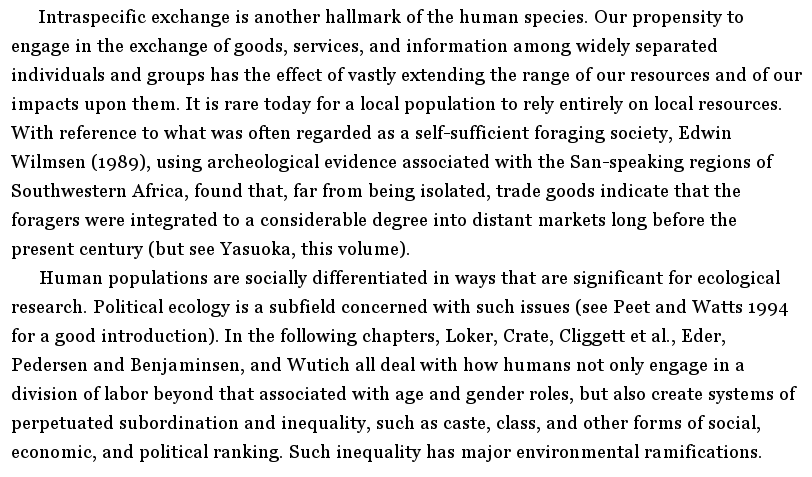 Intraspecific exchange is another hallmark of the human species. Our propensity to
engage in the exchange of goods, services, and information among widely separated
individuals and groups has the effect of vastly extending the range of our resources and of our
impacts upon them. It is rare today for a local population to rely entirely on local resources.
With reference to what was often regarded as a self-sufficient foraging society, Edwin
Wilmsen (1989), using archeological evidence associated with the San-speaking regions of
Southwestern Africa, found that, far from being isolated, trade goods indicate that the
foragers were integrated to a considerable degree into distant markets long before the
present century (but see Yasuoka, this volume).
Human populations are socially differentiated in ways that are significant for ecological
research. Political ecology is a subfield concerned with such issues (see Peet and Watts 1994
for a good introduction). In the following chapters, Loker, Crate, Cliggett et al., Eder,
Pedersen and Benjaminsen, and Wutich all deal with how humans not only engage in a
division of labor beyond that associated with age and gender roles, but also create systems of
perpetuated subordination and inequality, such as caste, class, and other forms of social,
economic, and political ranking. Such inequality has major environmental ramifications.